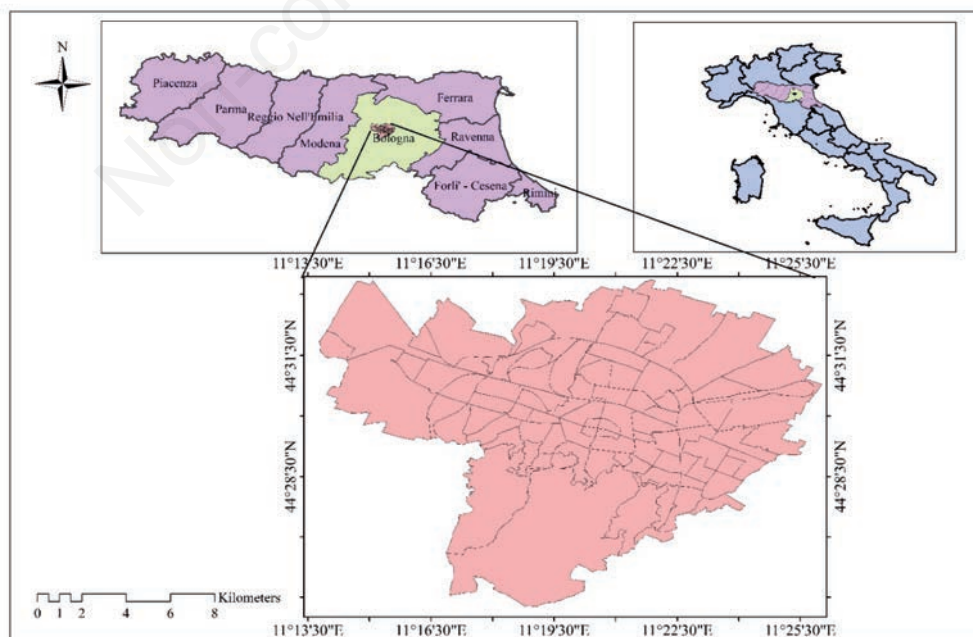 N
Piacenza
Parma
Reggio Nell'Emilia
Modena
Bologna
Ferrara
Ravenna
Forli' - Cesena
Rimini
11°13'30"E 11°16'30"E 11°19'30"E 11°22'30"E 11°25'30"E
44°31'30"N
44°28'30"N
44°31'30"N
44°28'30"N
11°13'30"E 11°16'30"E 11°19'30"E 11°22'30"E 11°25'30"E
Kilometers
0 1 2 4 6 8
Non-com